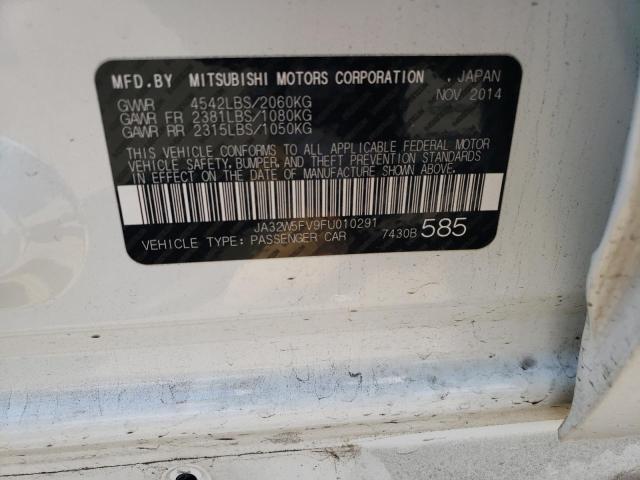 MFD.BY MITSUBISHI MOTORS CORPORATION , JAPAN
GVWR 4542LBS/2060KG NOV 2014
GAWR FR 2381LBS/1080KG
GAWR RR 2315LBS/1050KG
THIS VEHICLE CONFORMS TO ALL APPLICABLE FEDERAL MOTOR
VEHICLE SAFETY, BUMPER, AND THEFT PREVENTION STANDARDS
IN EFFECT ON THE DATE OF MANUFACTURE SHOWN ABOVE.
JA32W5FV9FU010291
VEHICLE TYPE: PASSENGER CAR 7430B 585